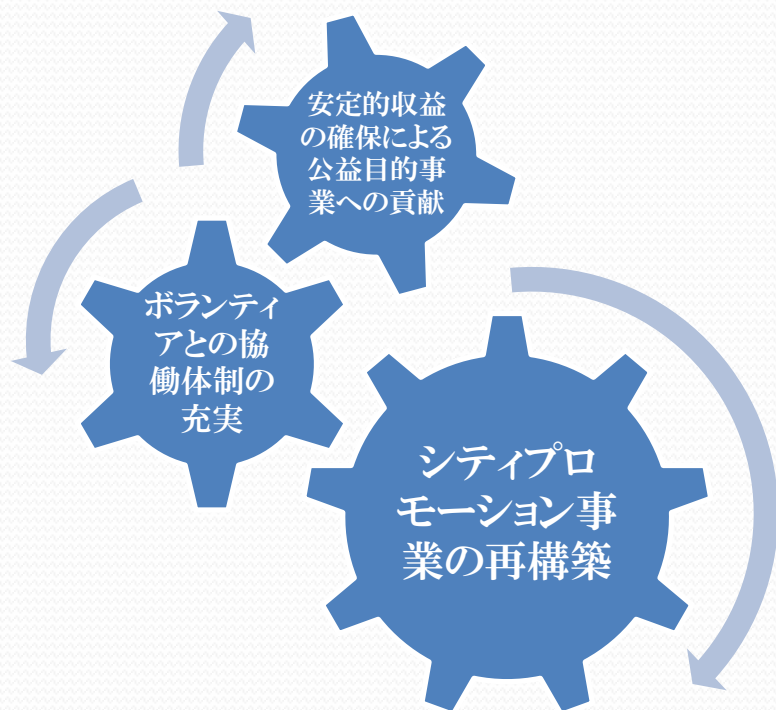 安定的収益
の確保による
公益目的事
業への貢献
ボランティ
アとの協
働体制の
充実
シティプロ
モーション事
業の再構築